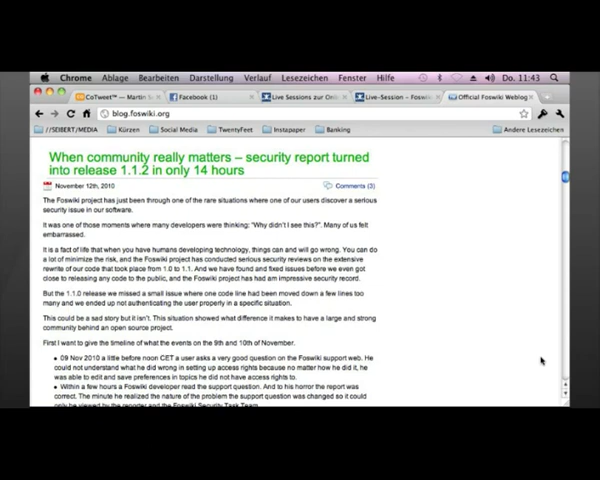 Chrome Ablage Bearbeiten Darstellung Verlauf Lesezeichen Fenster Hilfe Do. 11:43
CoTweet™ — Martin Facebook (1) Live Sessions zur Live-Session – Foswiki Official Foswiki Weblog
blog.foswiki.org
//SEIBERT/MEDIA Kürzen Social Media TwentyFeet Instapaper Banking Andere Lesezeichen
When community really matters – security report turned
into release 1.1.2 in only 14 hours
November 12th, 2010 Comments (3)
The Foswiki project has just been through one of the rare situations where one of our users discover a serious
security issue in our software.
It was one of those moments where many developers were thinking: "Why didn't I see this?". Many of us felt
embarrassed.
It is a fact of life that when you have humans developing technology, things can and will go wrong. You can do
a lot of minimize the risk, and the Foswiki project has conducted serious security reviews on the extensive
rewrite of our code that took place from 1.0 to 1.1. And we have found and fixed issues before we even got
close to releasing any code to the public, and the Foswiki project has had am impressive security record.
But the 1.1.0 release we missed a small issue where one code line had been moved down a few lines too
many and we ended up not authenticating the user properly in a specific situation.
This could be a sad story but it isn't. This situation showed what difference it makes to have a large and strong
community behind an open source project.
First I want to give the timeline of what the events on the 9th and 10th of November.
• 09 Nov 2010 a little before noon CET a user asks a very good question on the Foswiki support web. He
could not understand what he did wrong in setting up access rights because no matter how he did it, he
was able to edit and save preferences in topics he did not have access rights to.
• Within a few hours a Foswiki developer read the support question. And to his horror the report was
correct. The minute he realized the nature of the problem the support question was changed so it could
only be viewed by the reporter and the Foswiki Security Task Team